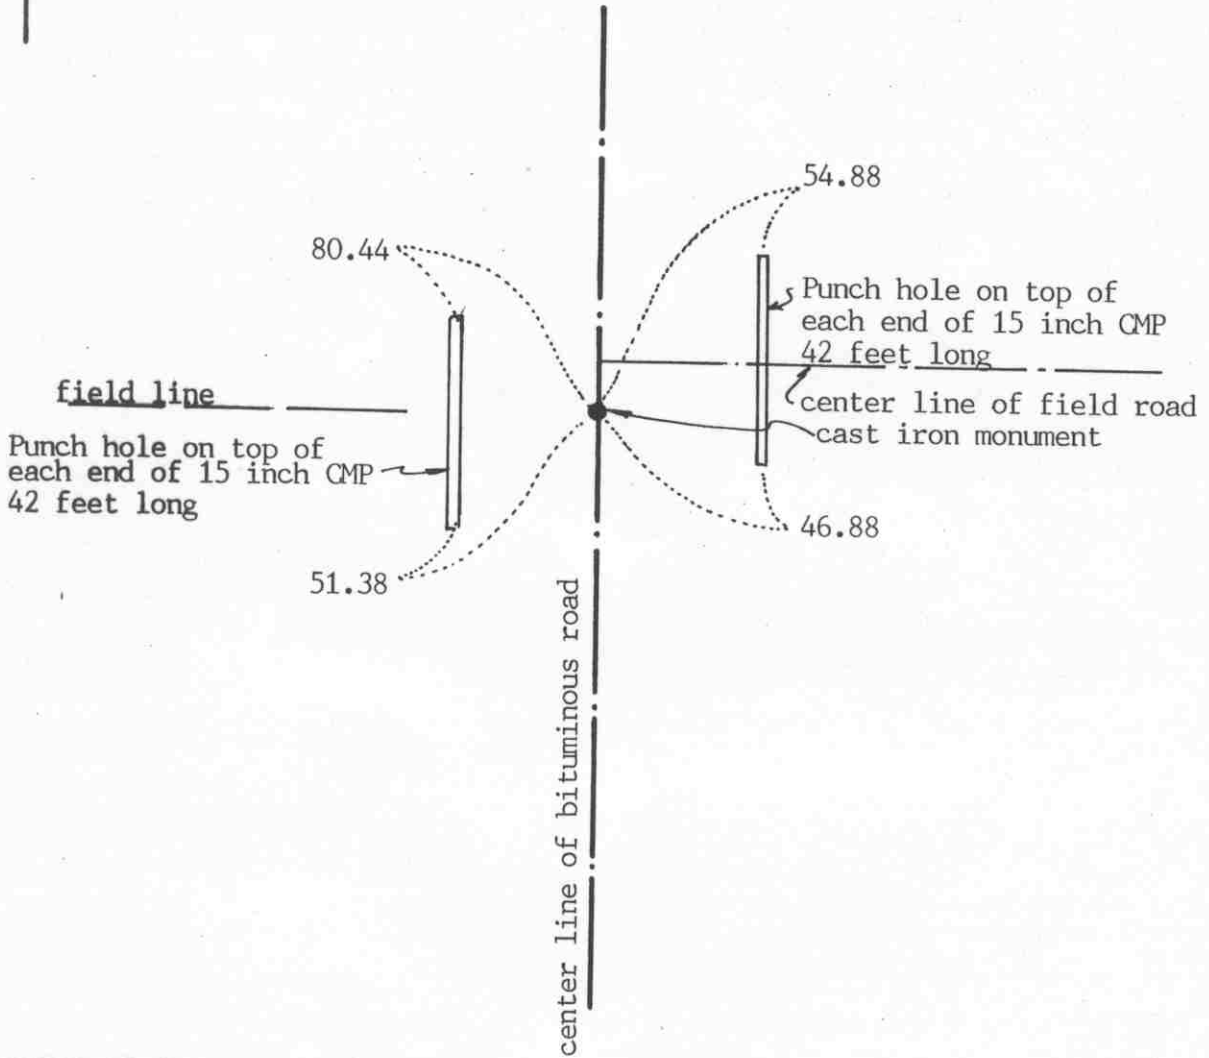 54.88
80.44
Punch hole on top of
each end of 15 inch CMP
42 feet long
field line
center line of field road
cast iron monument
Punch hole on top of
each end of 15 inch CMP
42 feet long
46.88
51.38
center line of bituminous road